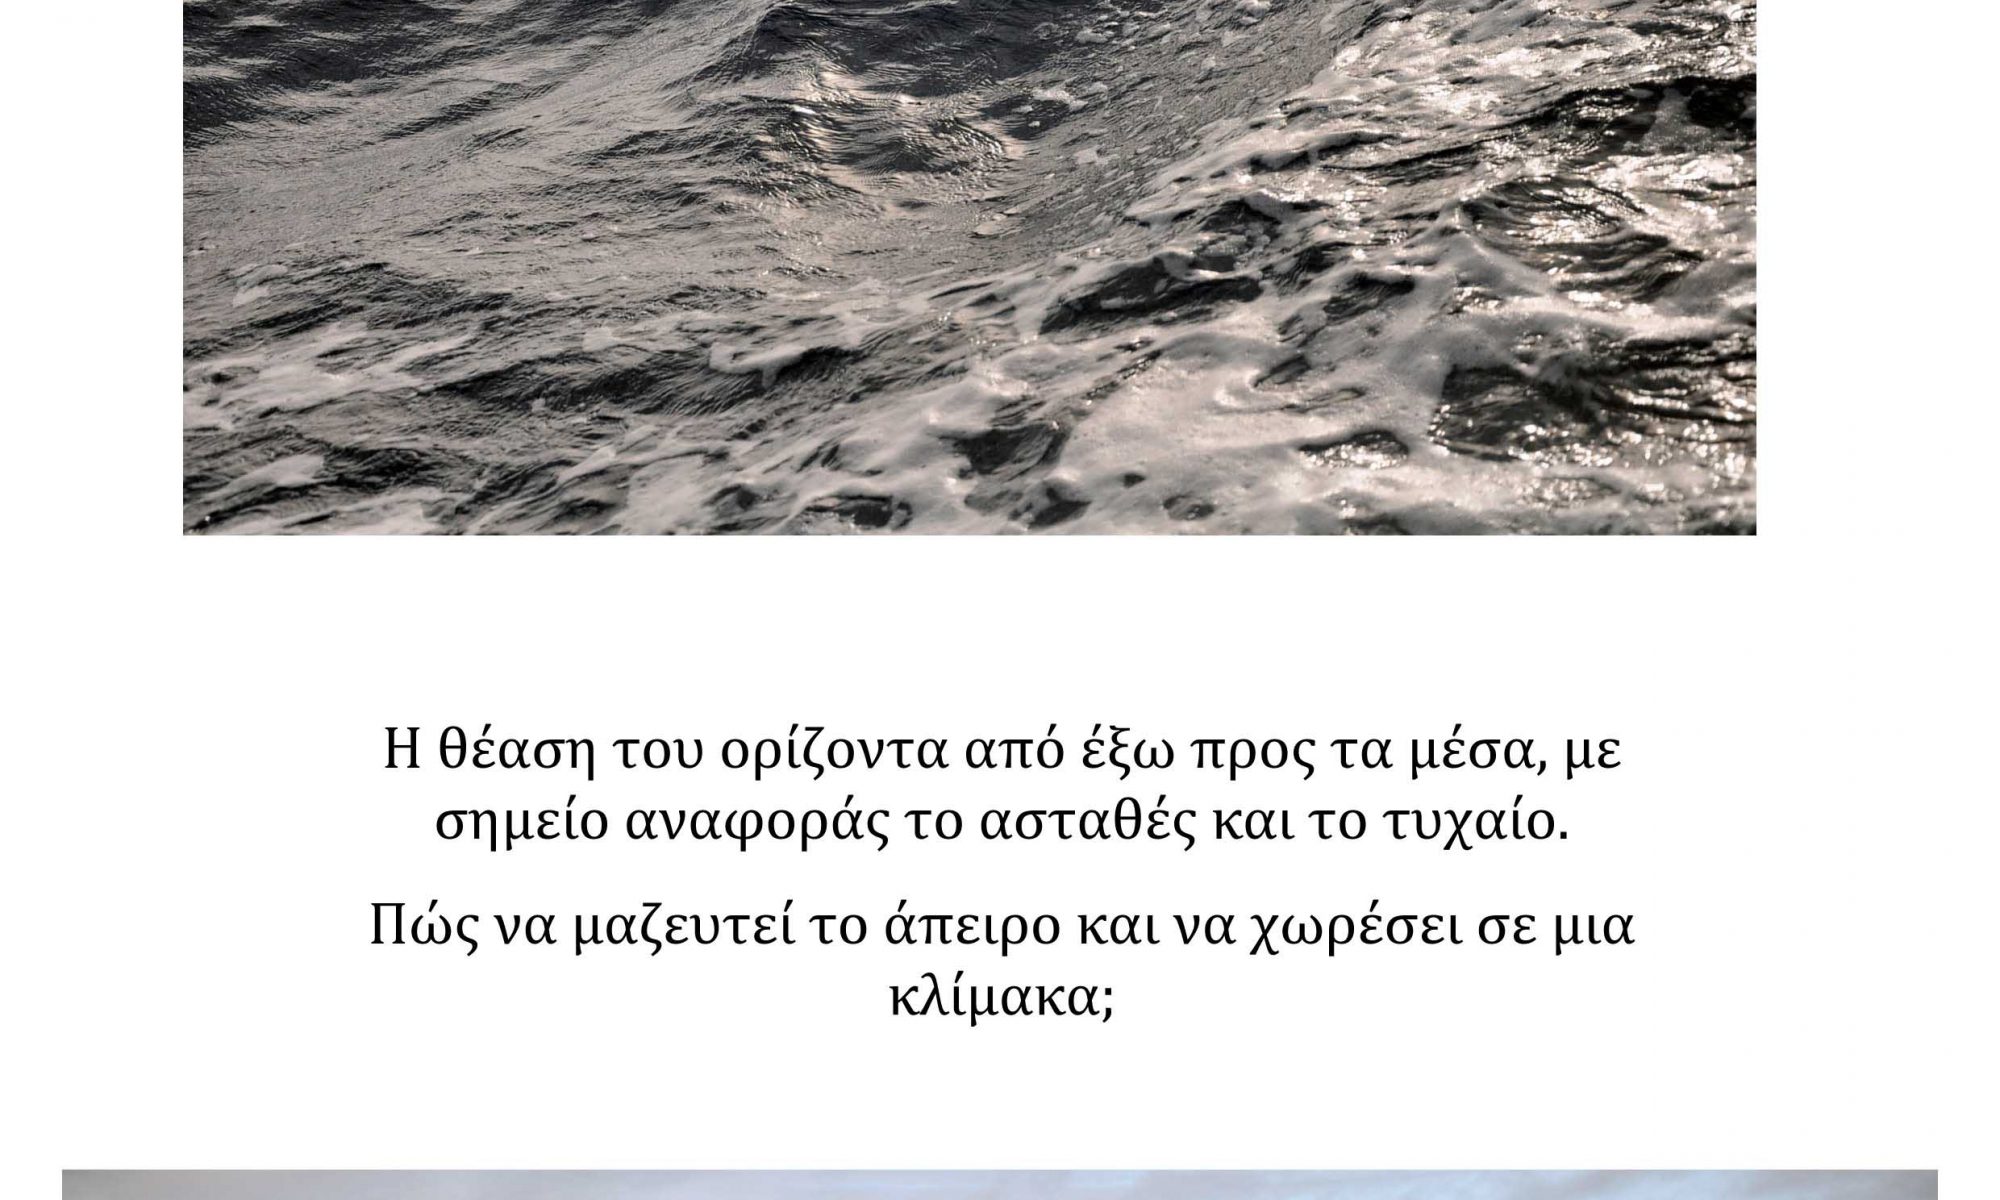 Η θέαση του ορίζοντα από έξω προς τα μέσα, με
σημείο αναφοράς το ασταθές και το τυχαίο.
Πώς να μαζευτεί το άπειρο και να χωρέσει σε μια
κλίμακα;